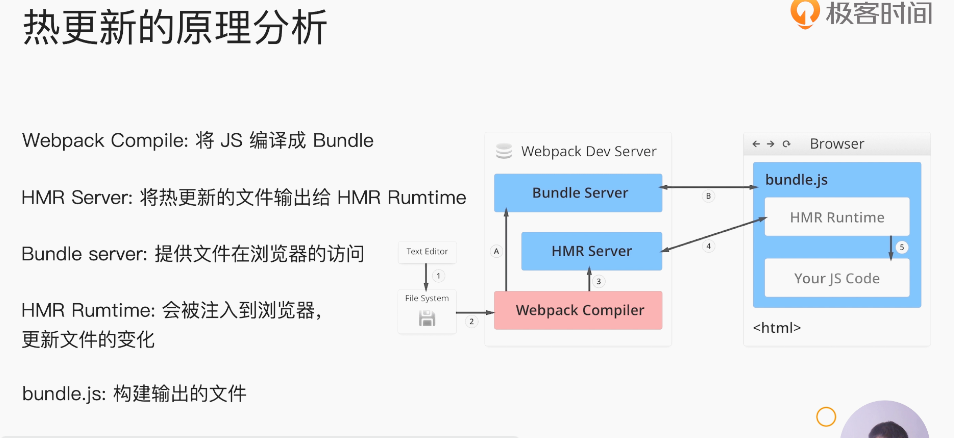 热更新的原理分析
极客时间
Webpack Compile: 将 JS 编译成 Bundle
HMR Server: 将热更新的文件输出给 HMR Rumtime
Bundle server: 提供文件在浏览器的访问
HMR Rumtime: 会被注入到浏览器，
更新文件的变化
bundle.js: 构建输出的文件
Text Editor
1
File System
2
Webpack Dev Server
Bundle Server
A
HMR Server
3
Webpack Compiler
B
4
Browser
bundle.js
HMR Runtime
5
Your JS Code
<html>